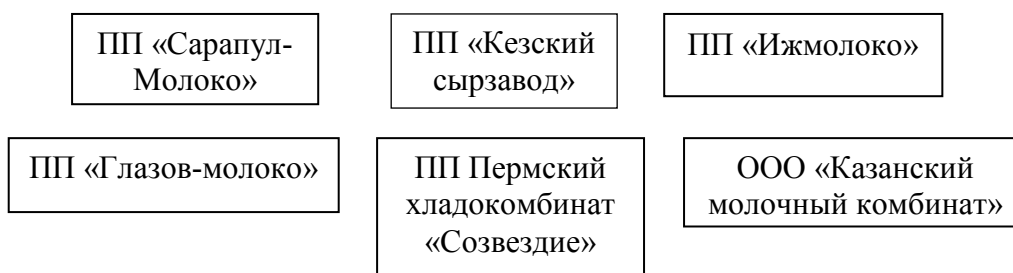 ПП «Сарапул-
Молоко»
ПП «Кезский
сырзавод»
ПП «Ижмолоко»
ПП «Глазов-молоко»
ПП Пермский
хладокомбинат
«Созвездие»
ООО «Казанский
молочный комбинат»